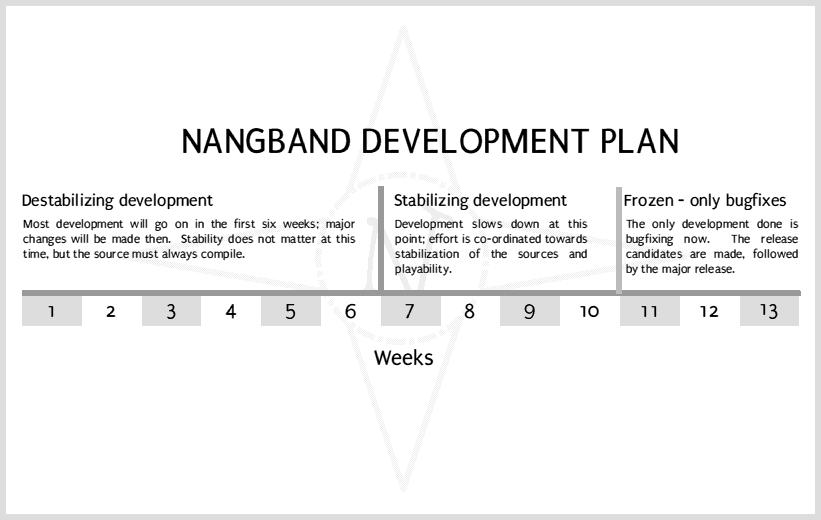 NANGBAND DEVELOPMENT PLAN
Destabilizing development
Most development will go on in the first six weeks; major
changes will be made then. Stability does not matter at this
time, but the source must always compile.
Stabilizing development
Development slows down at this
point; effort is co-ordinated towards
stabilization of the sources and
playability.
Frozen - only bugfixes
The only development done is
bugfixing now. The release
candidates are made, followed
by the major release.
1 2 3 4 5 6 7 8 9 10 11 12 13
Weeks
N